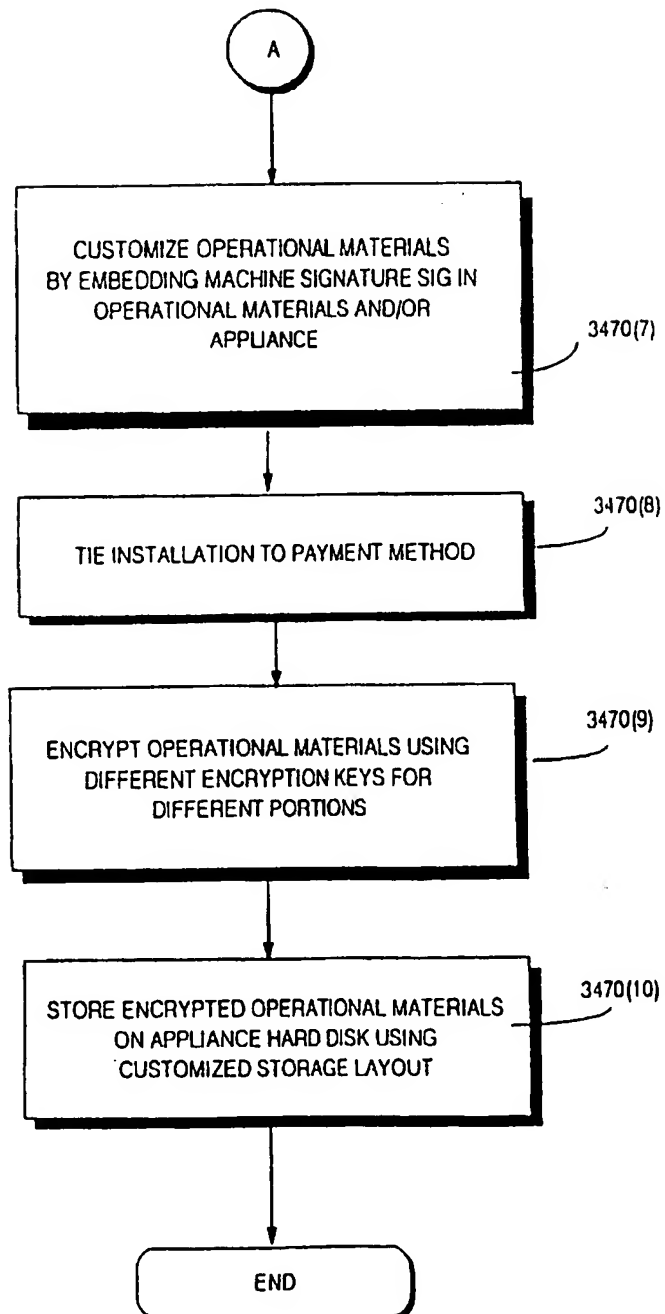 A
CUSTOMIZE OPERATIONAL MATERIALS
BY EMBEDDING MACHINE SIGNATURE SIG IN
OPERATIONAL MATERIALS AND/OR
APPLIANCE
3470(7)
3470(8)
TIE INSTALLATION TO PAYMENT METHOD
3470(9)
ENCRYPT OPERATIONAL MATERIALS USING
DIFFERENT ENCRYPTION KEYS FOR
DIFFERENT PORTIONS
3470(10)
STORE ENCRYPTED OPERATIONAL MATERIALS
ON APPLIANCE HARD DISK USING
CUSTOMIZED STORAGE LAYOUT
END